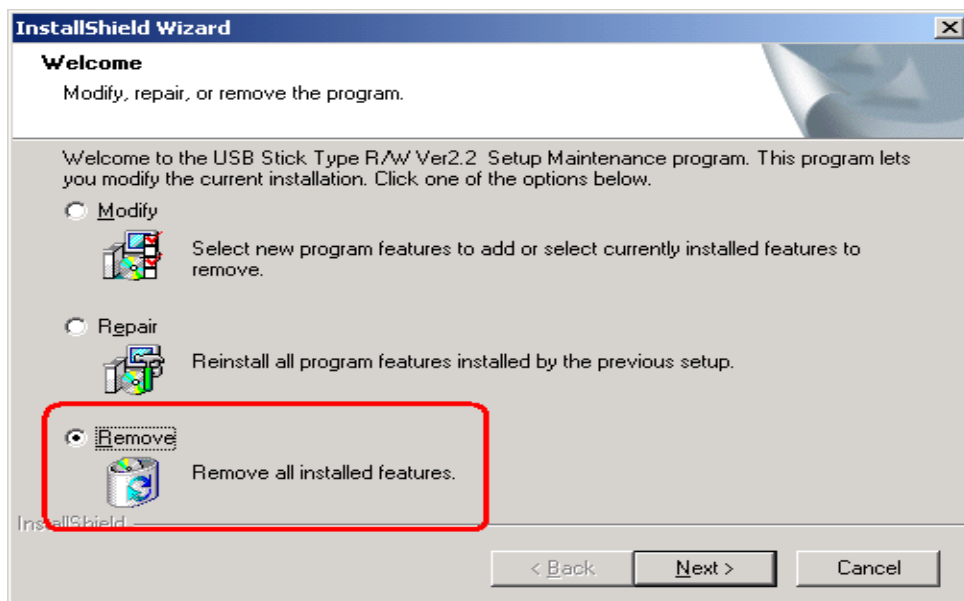 InstallShield Wizard
Welcome
Modify, repair, or remove the program.
Welcome to the USB Stick Type R/W Ver2.2 Setup Maintenance program. This program lets
you modify the current installation. Click one of the options below.
Modify
Select new program features to add or select currently installed features to
remove.
Repair
Reinstall all program features installed by the previous setup.
Remove
Remove all installed features.
InstallShield
< Back
Next >
Cancel